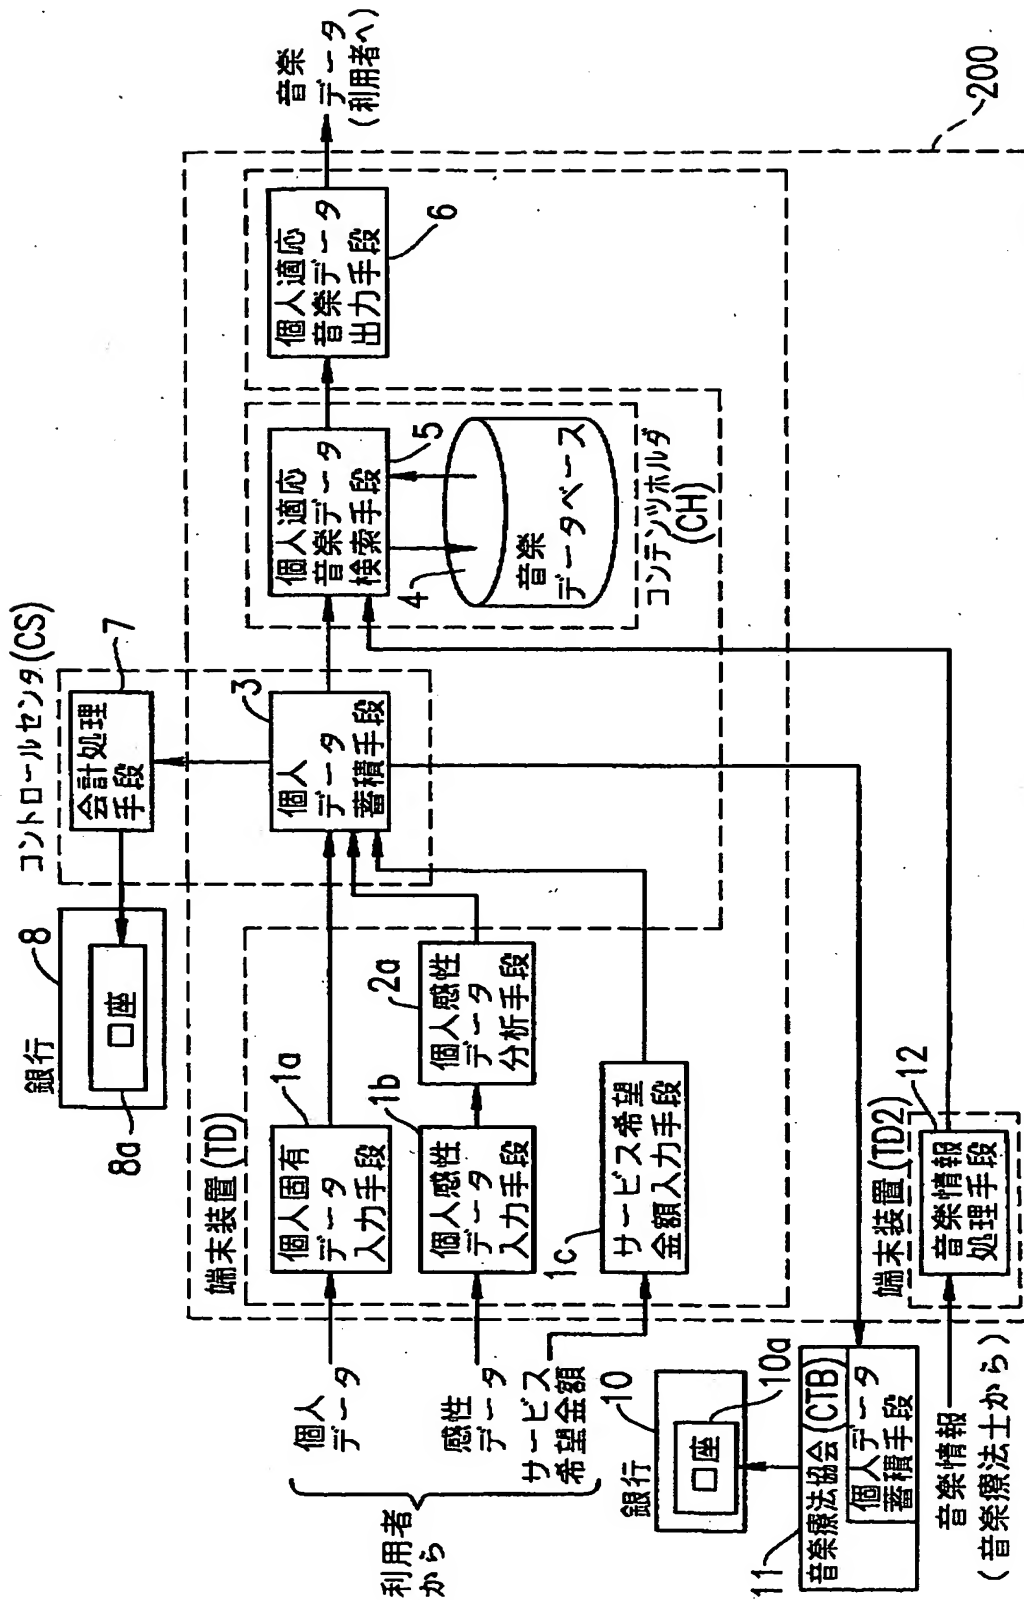 コントロールセンタ(CS)
銀行
8
口座
8a
会計処理
手段
7
端末装置(TD)
1a
個人固有
データ
入力手段
1b
個人感性
データ
入力手段
2a
個人感性
データ
分析手段
1c
サービス希望
金額入力手段
3
個人
データ
蓄積手段
個人適応
音楽データ
検索手段
5
4
音楽
データベース
コンテンツホルダ
(CH)
個人適応
音楽データ
出力手段
6
音楽
データ
(利用者へ)
200
利用者
から
個人
データ
感性
データ
サービス
希望金額
銀行
10
口座
10a
11
音楽療法協会(CTB)
個人データ
蓄積手段
端末装置(TD2)
12
音楽情報
処理手段
音楽情報
(音楽療法士から)